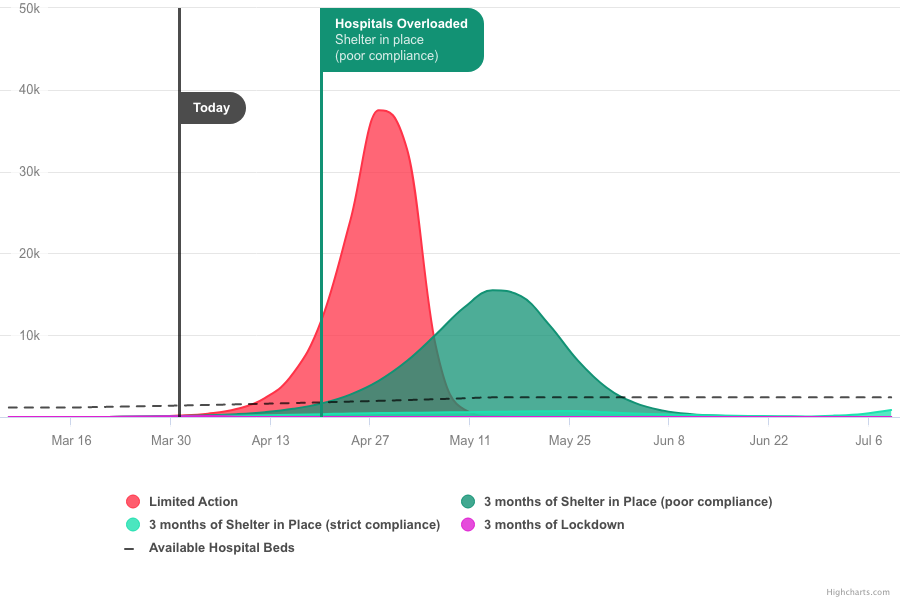 50k
Hospitals Overloaded
Shelter in place
(poor compliance)
40k
Today
30k
20k
10k
Mar 16 Mar 30 Apr 13 Apr 27 May 11 May 25 Jun 8 Jun 22 Jul 6
Limited Action 3 months of Shelter in Place (poor compliance)
3 months of Shelter in Place (strict compliance) 3 months of Lockdown
Available Hospital Beds
Highcharts.com